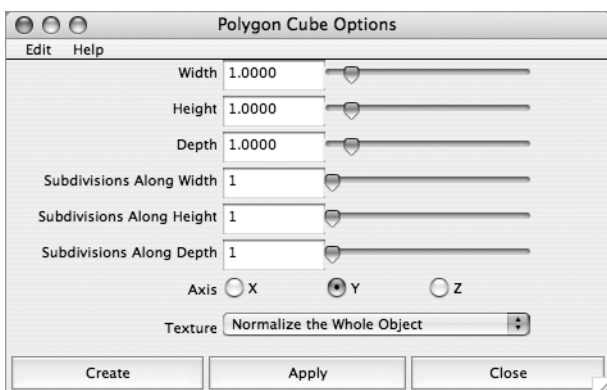 Polygon Cube Options
Edit Help
Width 1.0000
Height 1.0000
Depth 1.0000
Subdivisions Along Width 1
Subdivisions Along Height 1
Subdivisions Along Depth 1
Axis X Y Z
Texture Normalize the Whole Object
Create Apply Close